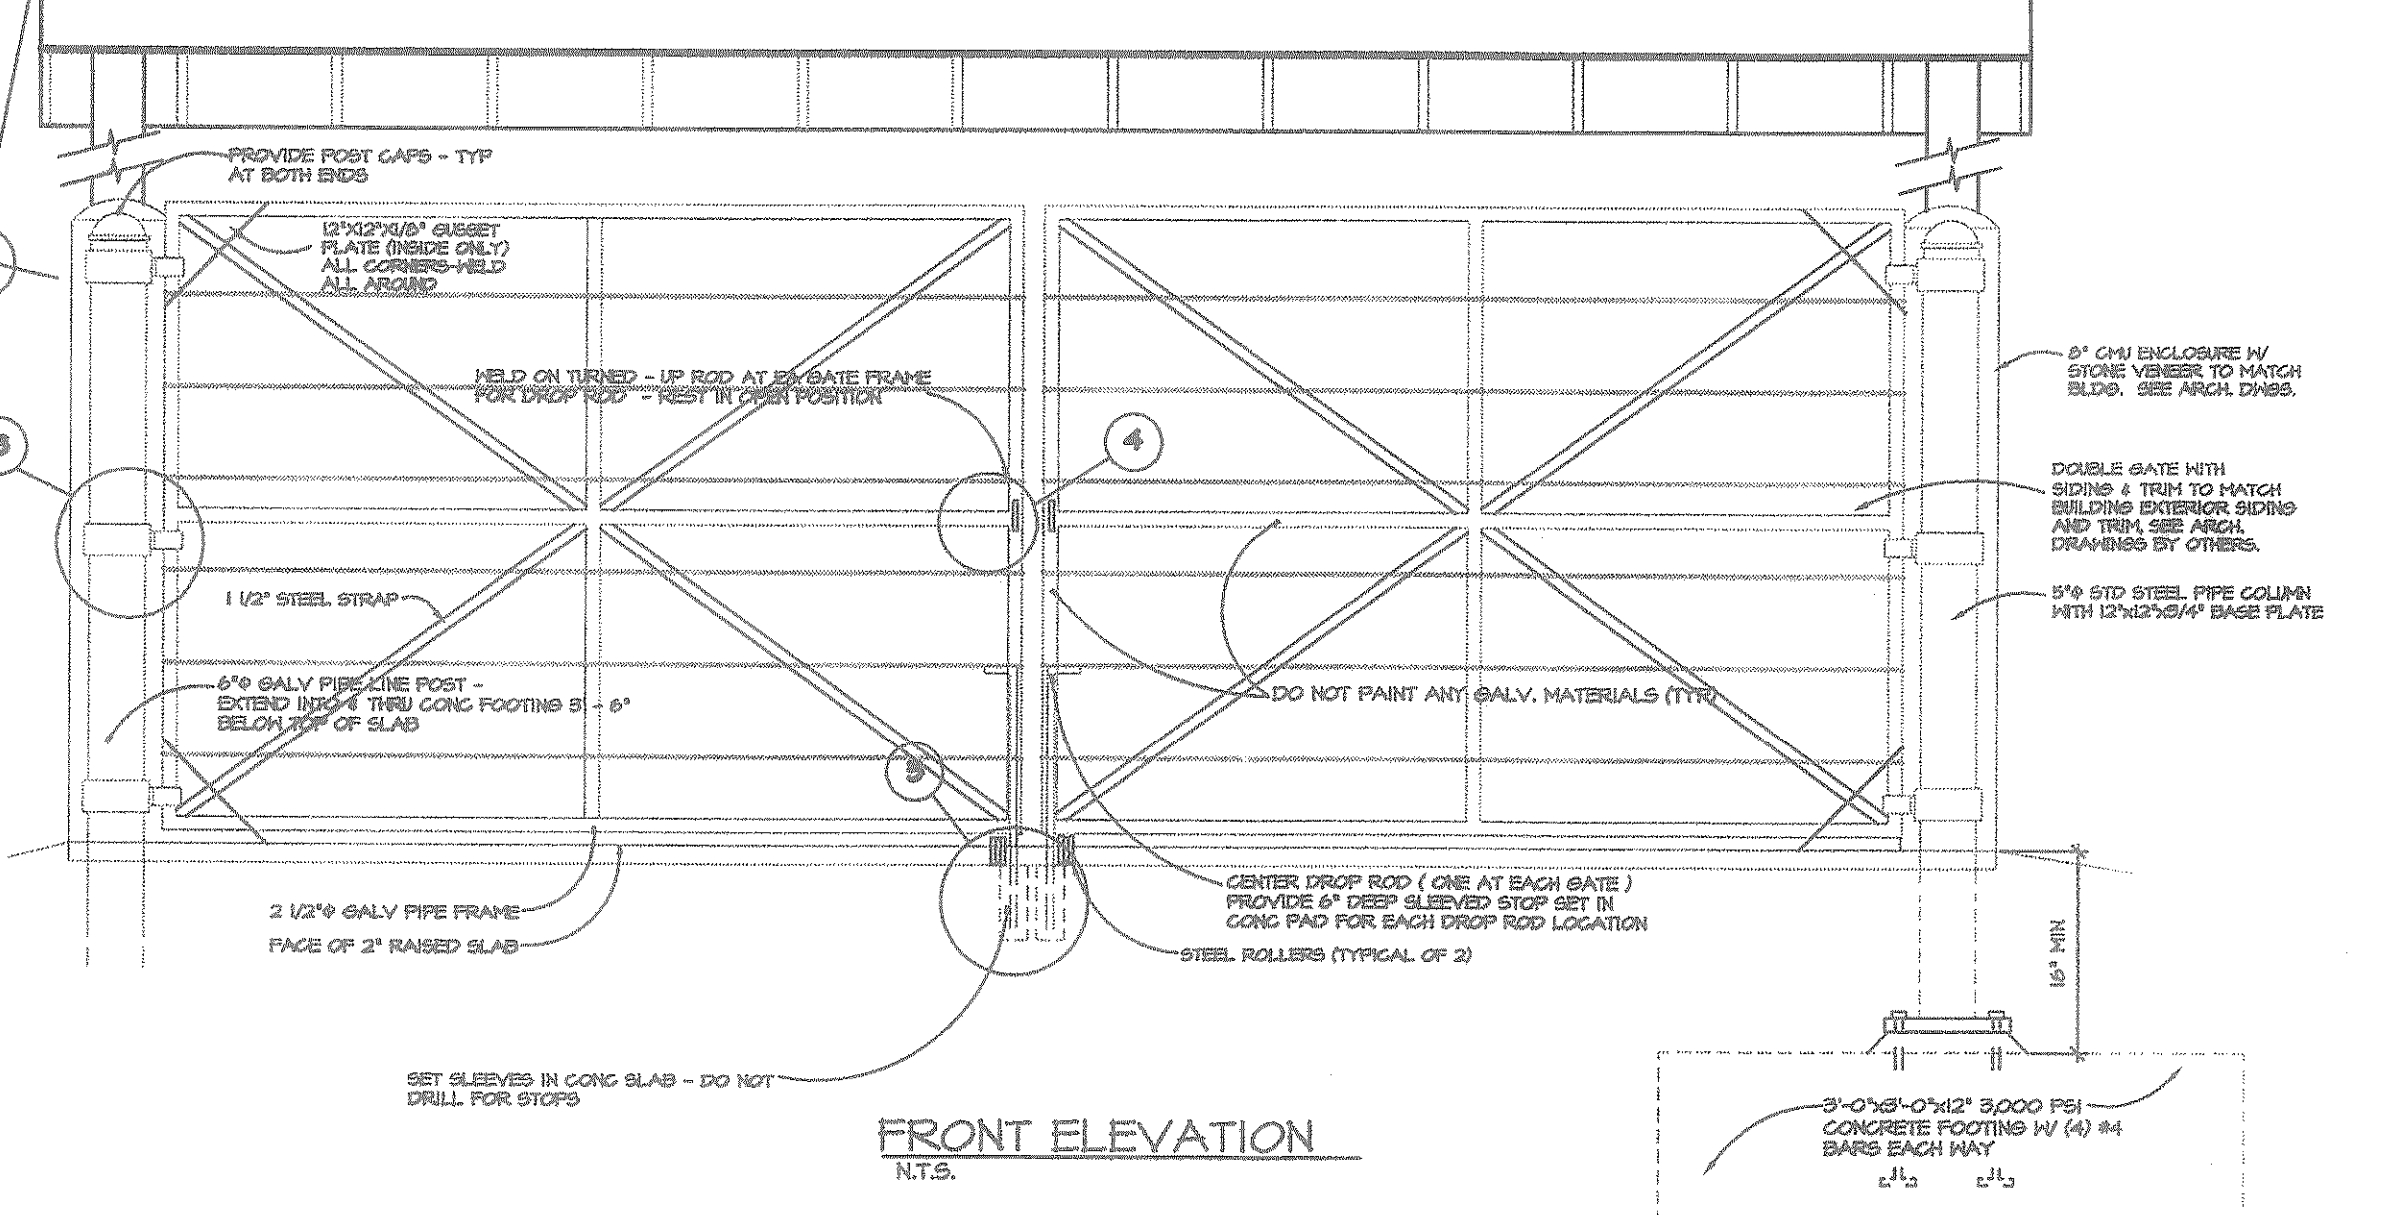 PROVIDE POST CAPS - TYP
AT BOTH ENDS
12"X12"X1/8" GUSSET
PLATE (INSIDE ONLY)
ALL CORNERS-WELD
ALL AROUND
WELD ON TURNED - UP ROD AT EA GATE FRAME
FOR DROP ROD - REST IN OPEN POSITION
4
8" CMU ENCLOSURE W/
STONE VENEER TO MATCH
BLDG. SEE ARCH. DWGS.
DOUBLE GATE WITH
SIDING & TRIM TO MATCH
BUILDING EXTERIOR SIDING
AND TRIM, SEE ARCH.
DRAWINGS BY OTHERS.
1 1/2" STEEL STRAP
5"Φ STD STEEL PIPE COLUMN
WITH 12"x12"x3/4" BASE PLATE
6"Φ GALV PIPE LINE POST -
EXTEND INTO & THRU CONC FOOTING 3' - 6"
BELOW TOP OF SLAB
DO NOT PAINT ANY GALV. MATERIALS (TYP)
CENTER DROP ROD ( ONE AT EACH GATE )
PROVIDE 6" DEEP SLEEVED STOP SET IN
CONC PAD FOR EACH DROP ROD LOCATION
2 1/2"Φ GALV PIPE FRAME
FACE OF 2" RAISED SLAB
STEEL ROLLERS (TYPICAL OF 2)
MIN
SET SLEEVES IN CONC SLAB - DO NOT
DRILL FOR STOPS
3'-0"x3'-0"x12" 3,000 PSI
CONCRETE FOOTING W/ (4) #4
BARS EACH WAY
FRONT ELEVATION
N.T.S.